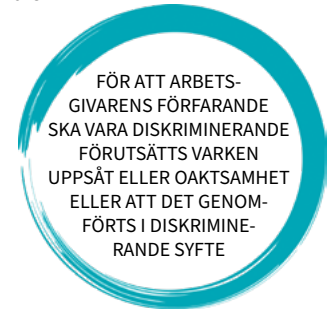 FÖR ATT ARBETS-
GIVARENS FÖRFARANDE
SKA VARA DISKRIMINERANDE
FÖRUTSÄTTS VARKEN
UPPSÅT ELLER OAKTSAMHET
ELLER ATT DET GENOM-
FÖRTS I DISKRIMINE-
RANDE SYFTE